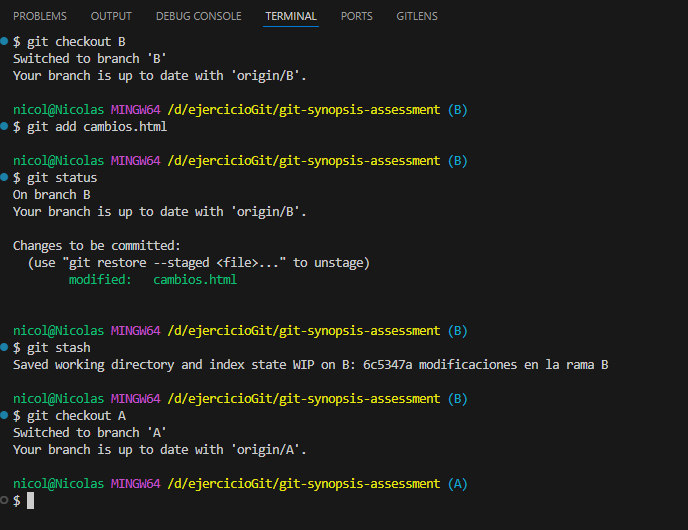 PROBLEMS OUTPUT DEBUG CONSOLE TERMINAL PORTS GITLENS
$ git checkout B
Switched to branch 'B'
Your branch is up to date with 'origin/B'.
nicol@Nicolas MINGW64 /d/ejercicioGit/git-synopsis-assessment (B)
$ git add cambios.html
nicol@Nicolas MINGW64 /d/ejercicioGit/git-synopsis-assessment (B)
$ git status
On branch B
Your branch is up to date with 'origin/B'.
Changes to be committed:
(use "git restore --staged <file>..." to unstage)
modified: cambios.html
nicol@Nicolas MINGW64 /d/ejercicioGit/git-synopsis-assessment (B)
$ git stash
Saved working directory and index state WIP on B: 6c5347a modificaciones en la rama B
nicol@Nicolas MINGW64 /d/ejercicioGit/git-synopsis-assessment (B)
$ git checkout A
Switched to branch 'A'
Your branch is up to date with 'origin/A'.
nicol@Nicolas MINGW64 /d/ejercicioGit/git-synopsis-assessment (A)
$